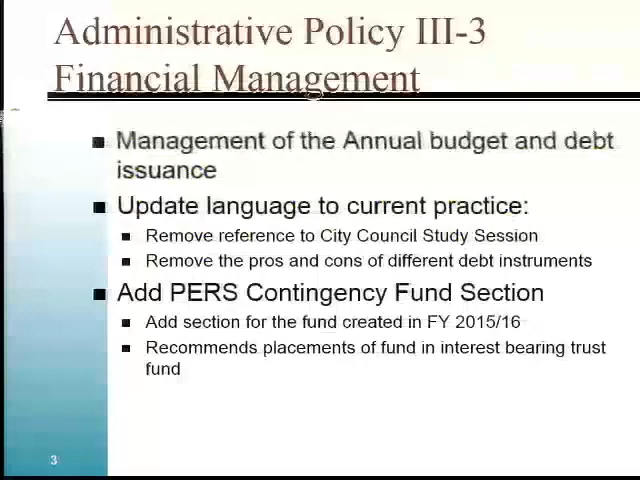 Administrative Policy III-3
Financial Management
■ Management of the Annual budget and debt
issuance
■ Update language to current practice:
■ Remove reference to City Council Study Session
■ Remove the pros and cons of different debt instruments
■ Add PERS Contingency Fund Section
■ Add section for the fund created in FY 2015/16
■ Recommends placements of fund in interest bearing trust
fund
3